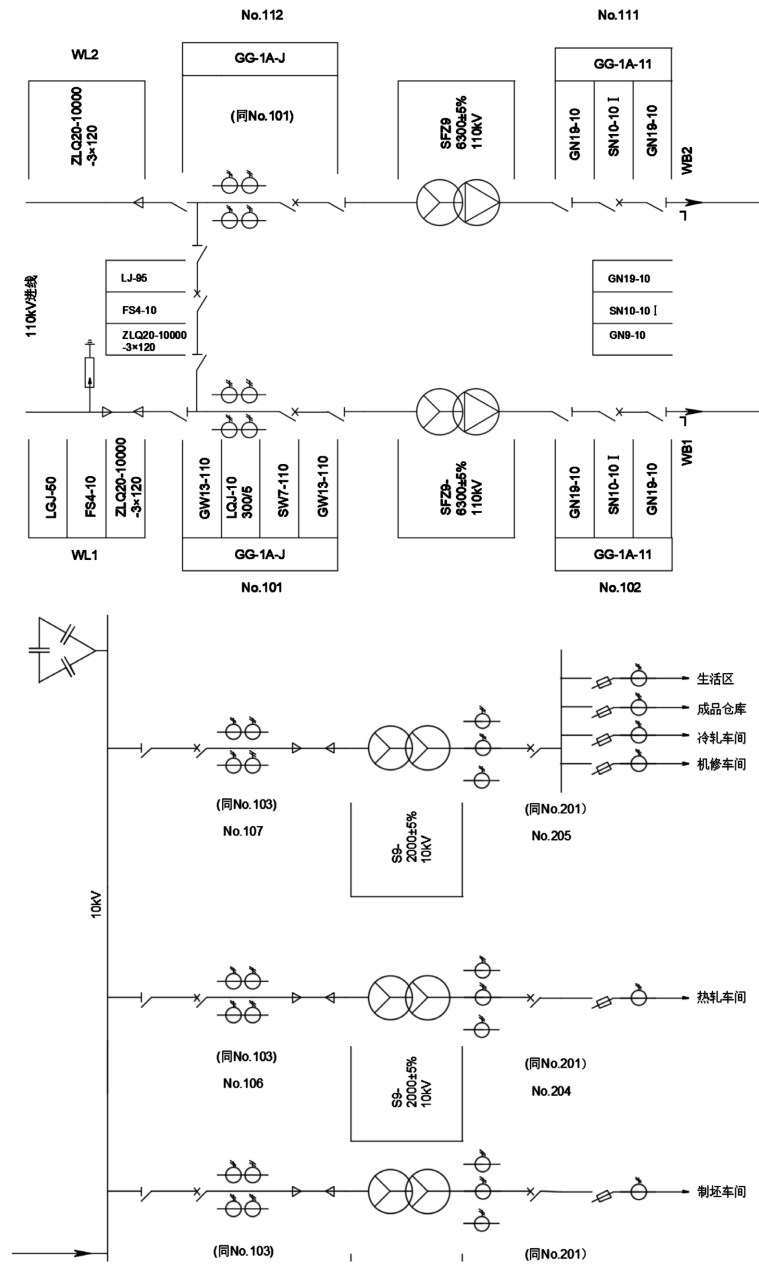 No.112
No.111
WL2
GG-1A-J
GG-1A-11
ZLQ20-10000
-3×120
(同No.101)
SFZ9
6300±5%
110kV
GN19-10
SN10-10Ⅰ
GN19-10
WB2
110kV进线
LJ-95
FS4-10
ZLQ20-10000
-3×120
GN19-10
SN10-10Ⅰ
GN9-10
LGJ-50
FS4-10
ZLQ20-10000
-3×120
GW13-110
LQJ-10
300/5
SW7-110
GW13-110
SFZ9-
6300±5%
110kV
GN19-10
SN10-10Ⅰ
GN19-10
WB1
WL1
GG-1A-J
GG-1A-11
No.101
No.102
生活区
成品仓库
冷轧车间
机修车间
(同No.103)
No.107
S9-
2000±5%
10kV
(同No.201)
No.205
10kV
热轧车间
(同No.103)
No.106
S9-
2000±5%
10kV
(同No.201)
No.204
制坯车间
(同No.103)
(同No.201)